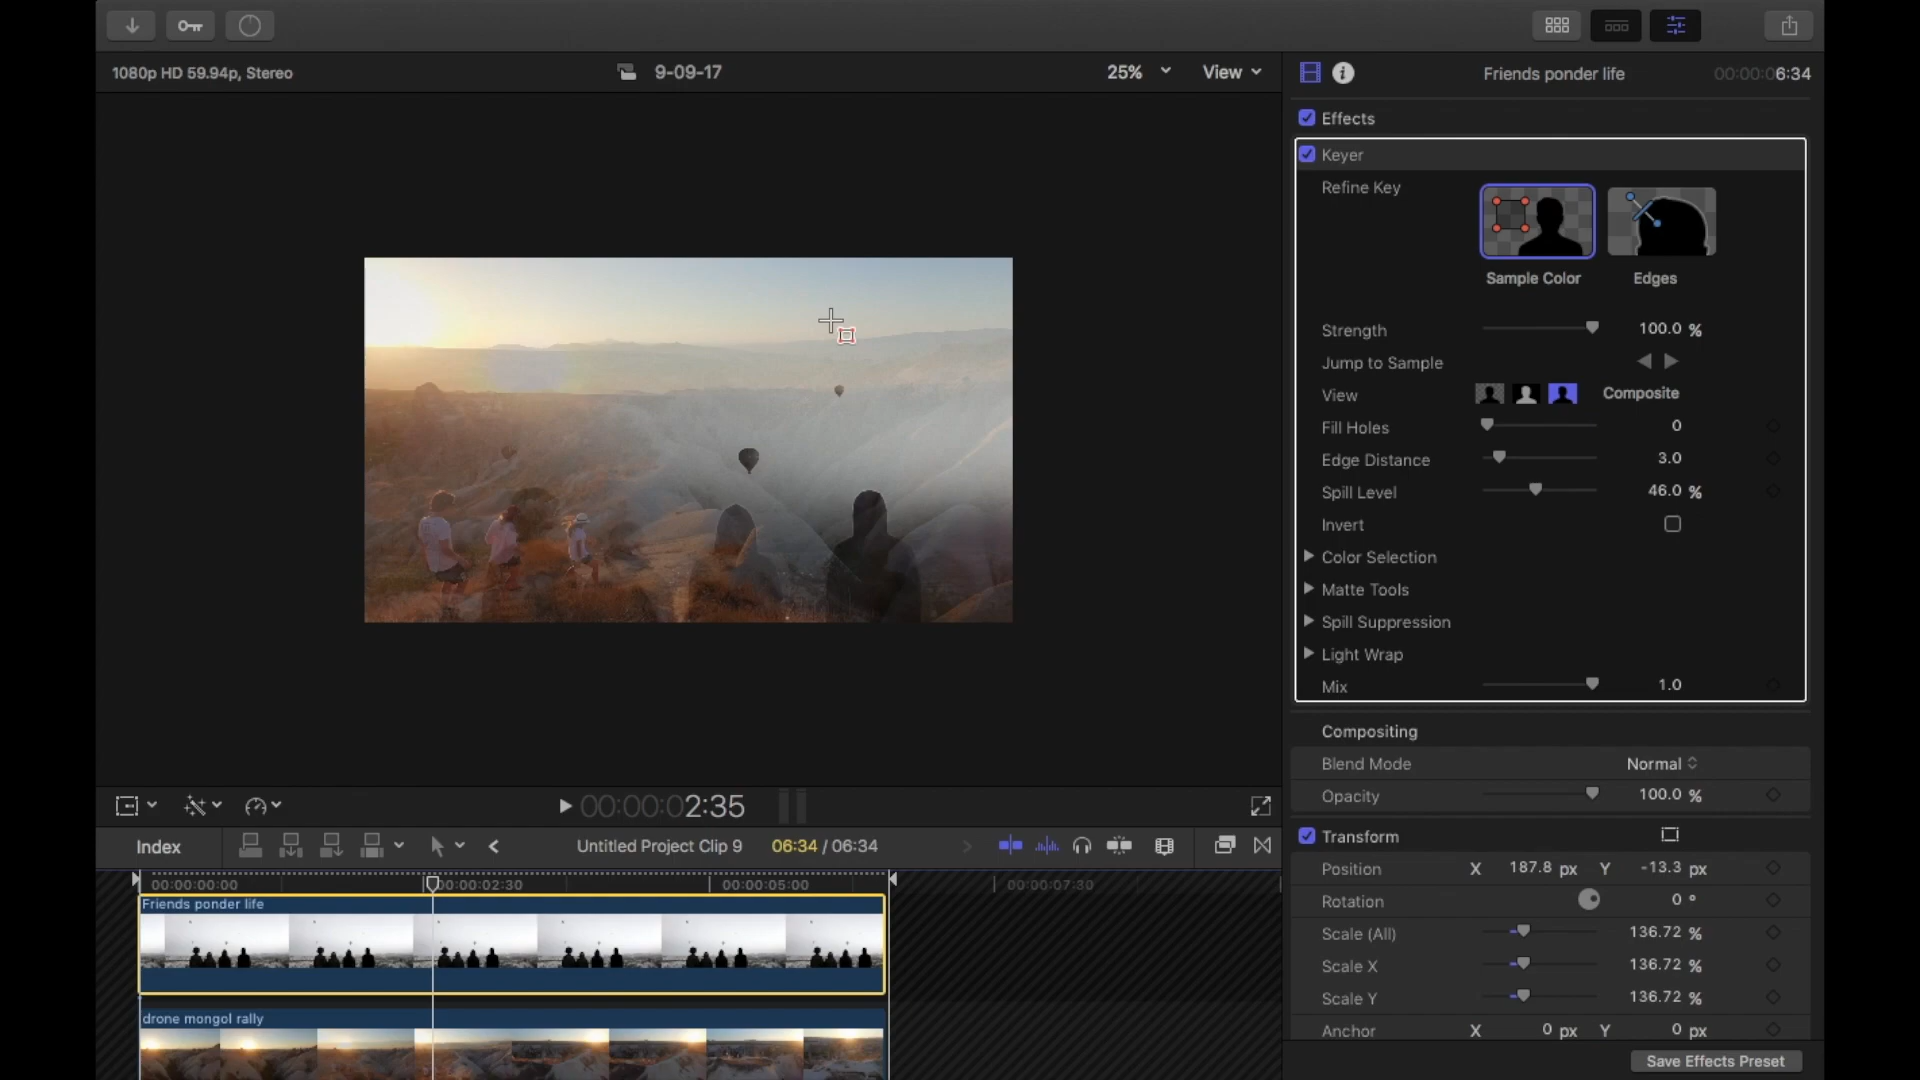 1080p HD 59.94p, Stereo
9-09-17
25%
View
Friends ponder life
00:00:06:34
Effects
Keyer
Refine Key
Sample Color
Edges
Strength
100.0 %
Jump to Sample
View
Composite
Fill Holes
0
Edge Distance
3.0
Spill Level
46.0 %
Invert
Color Selection
Matte Tools
Spill Suppression
Light Wrap
Mix
1.0
Compositing
Blend Mode
Normal
Opacity
100.0 %
Transform
Position
X 187.8 px Y -13.3 px
Rotation
0 °
Scale (All)
136.72 %
Scale X
136.72 %
Scale Y
136.72 %
Anchor
X 0 px Y 0 px
Save Effects Preset
00:00:02:35
Index
Untitled Project Clip 9
06:34 / 06:34
00:00:00:00
00:00:02:30
00:00:05:00
00:00:07:30
Friends ponder life
drone mongol rally